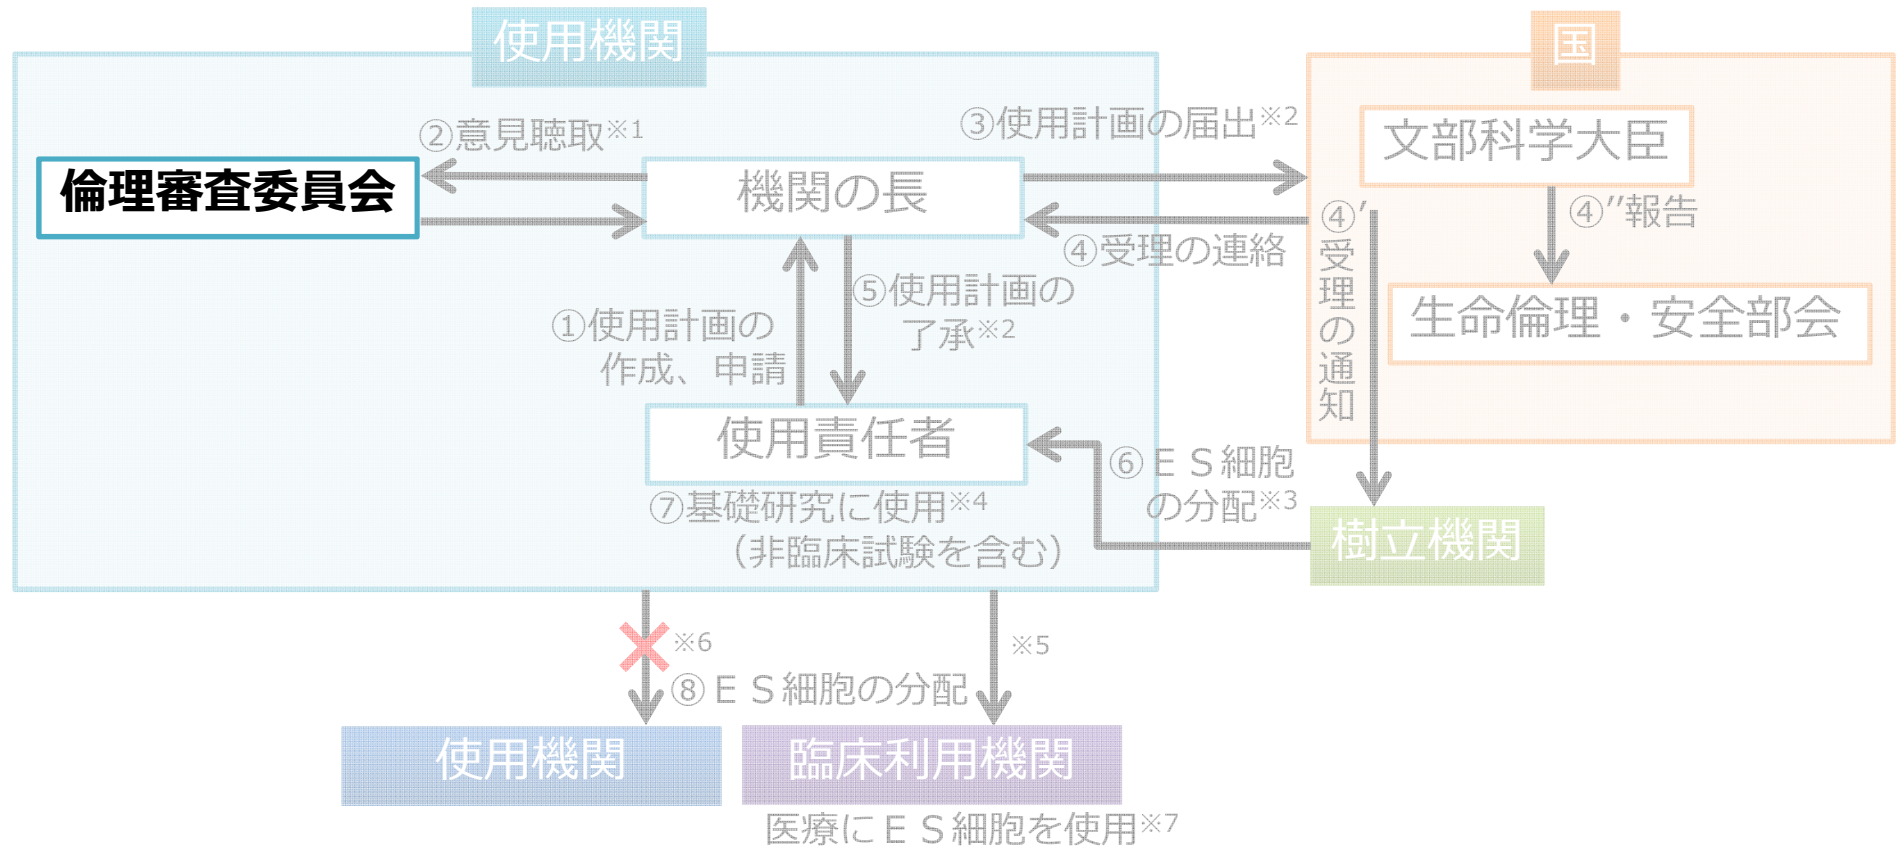 使用機関
国
②意見聴取※1
③使用計画の届出※2
文部科学大臣
倫理審査委員会
機関の長
④受理の連絡
④′受理の通知
④″報告
生命倫理・安全部会
①使用計画の
作成、申請
⑤使用計画の
了承※2
使用責任者
⑥ＥＳ細胞
の分配※3
⑦基礎研究に使用※4
（非臨床試験を含む）
樹立機関
※6
※5
⑧ＥＳ細胞の分配
使用機関
臨床利用機関
医療にＥＳ細胞を使用※7